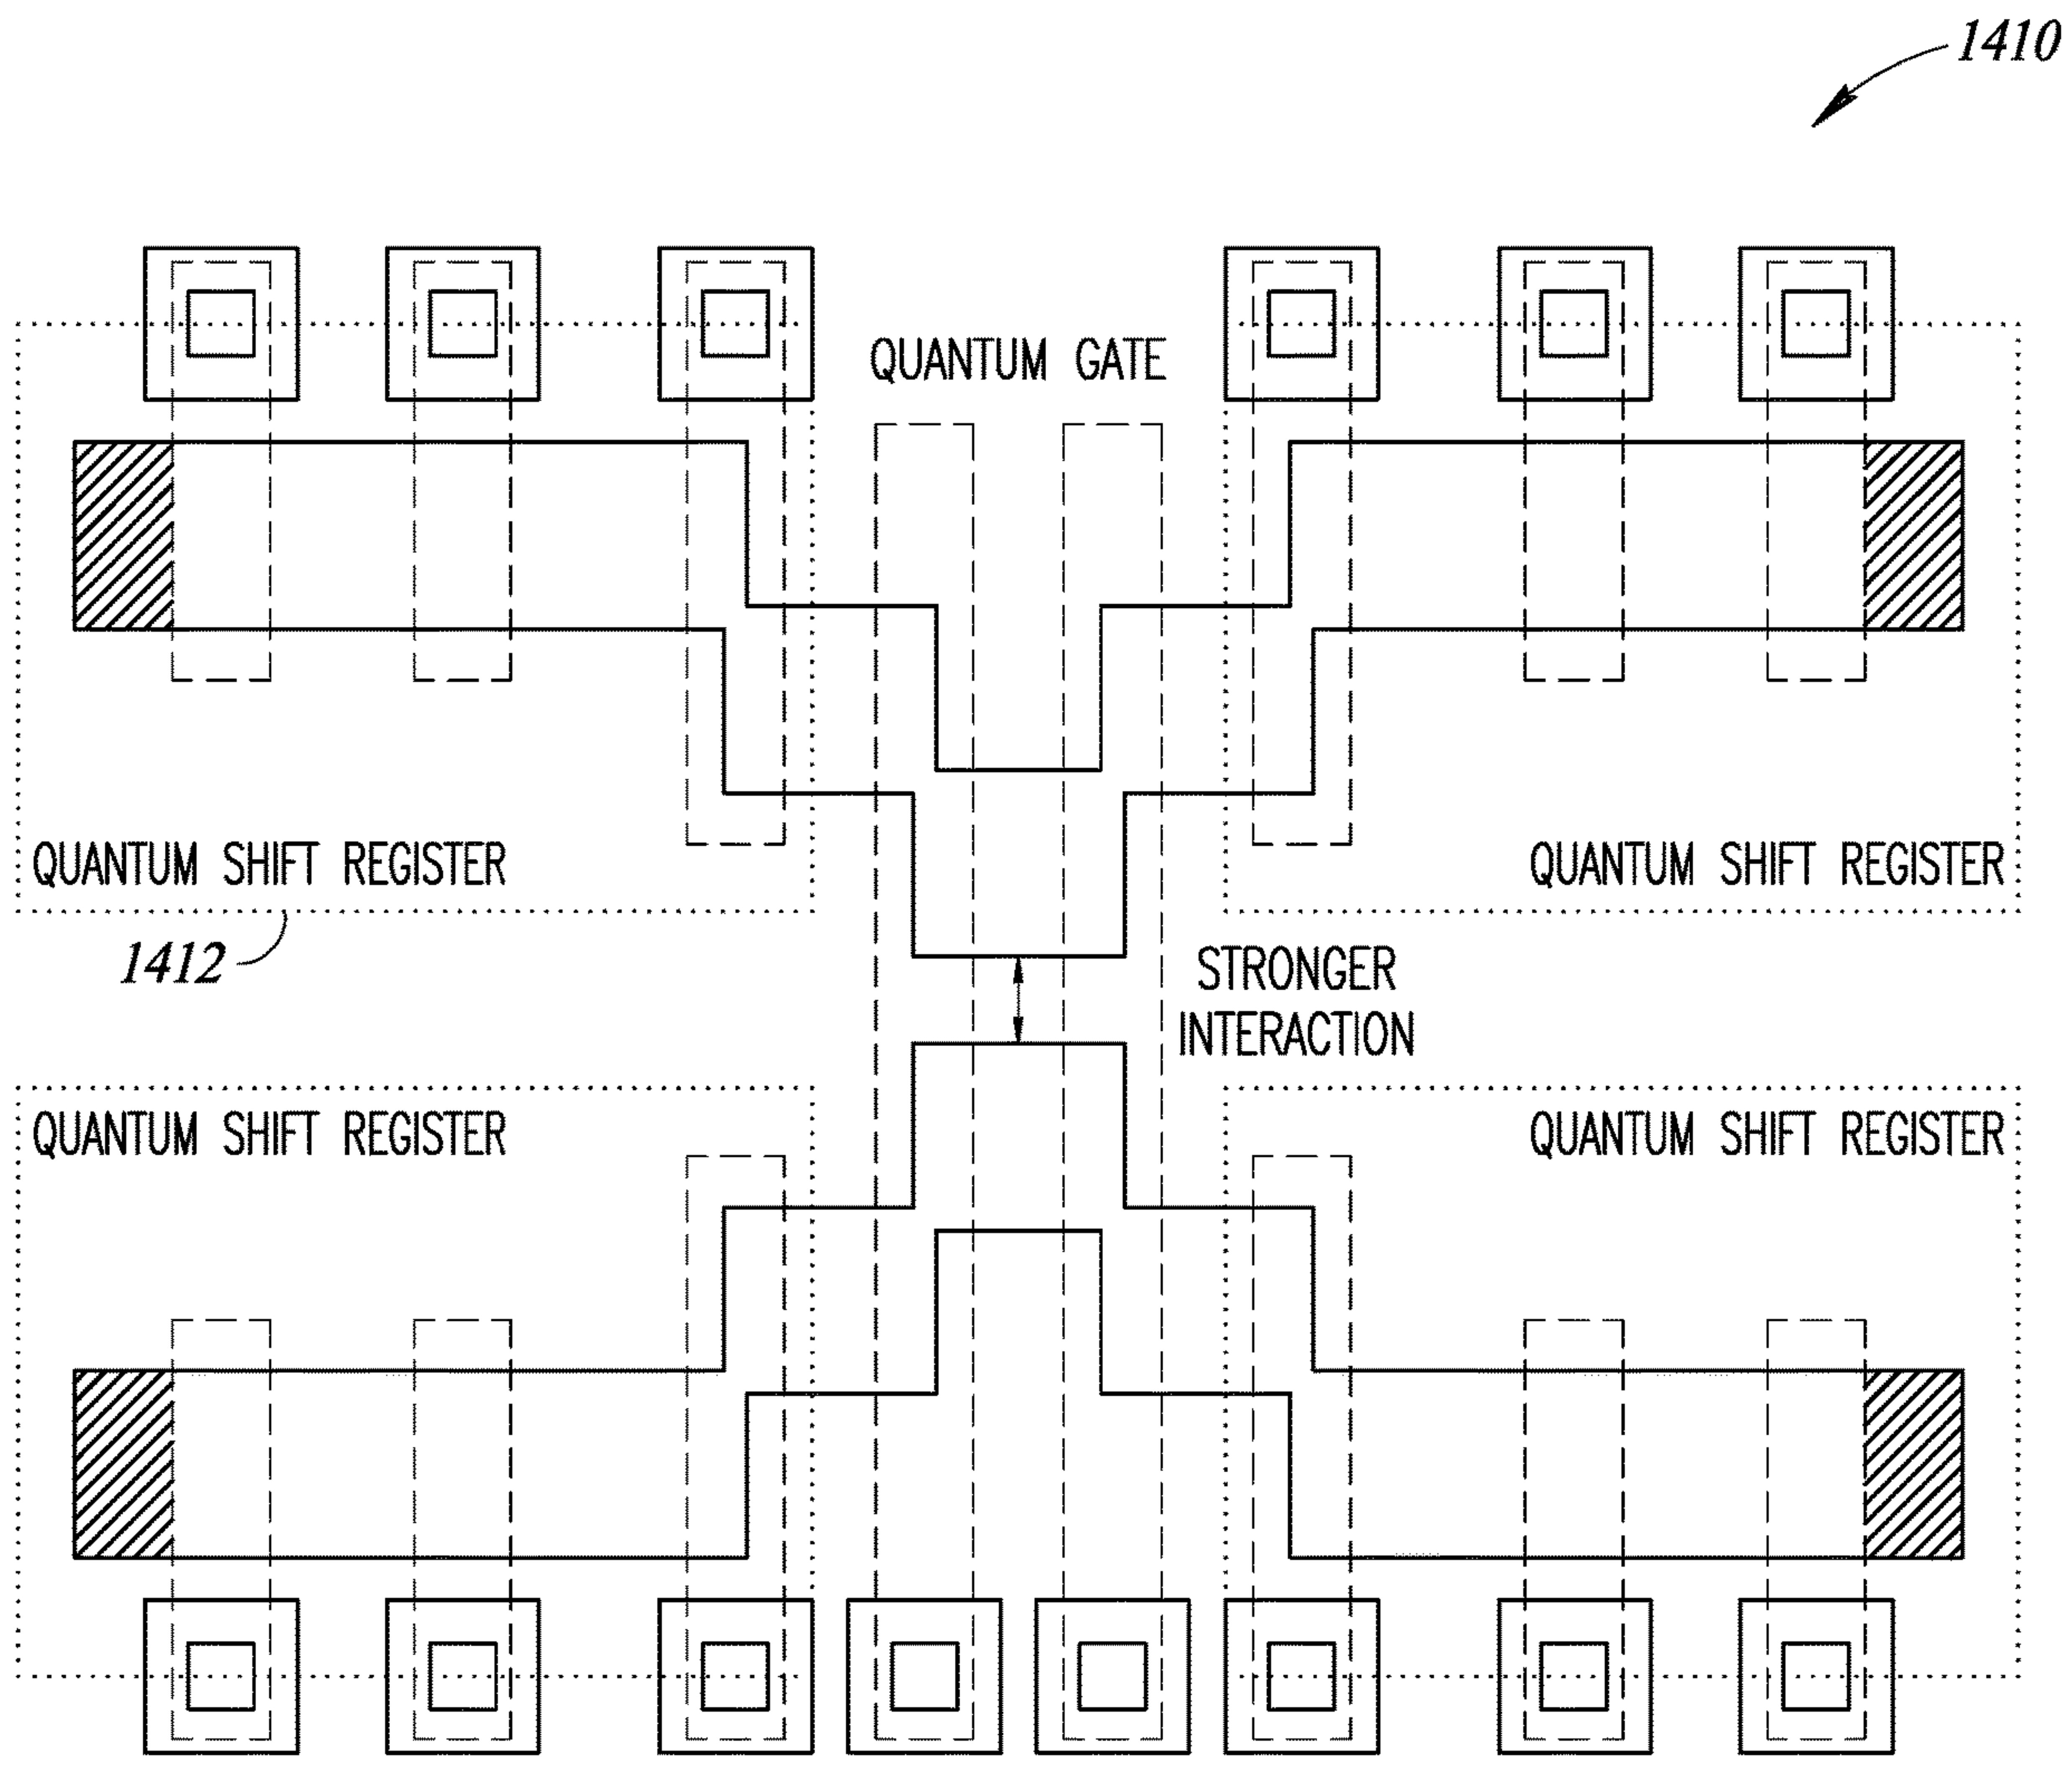 1410
QUANTUM GATE
QUANTUM SHIFT REGISTER
QUANTUM SHIFT REGISTER
1412
STRONGER
INTERACTION
QUANTUM SHIFT REGISTER
QUANTUM SHIFT REGISTER